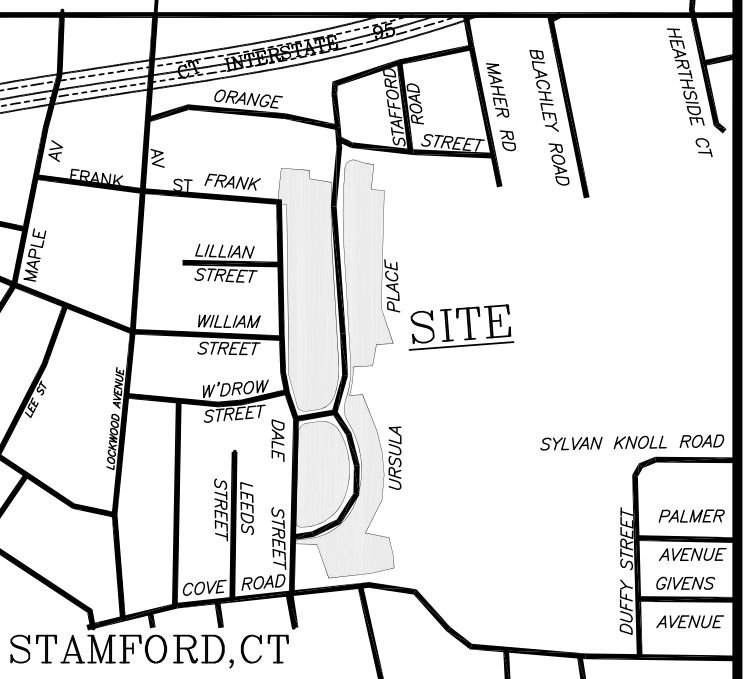 CT INTERSTATE 95
HEARTHSIDE CT
BLACHLEY ROAD
MAHER RD
STAFFORD
ROAD
ORANGE
STREET
AV
AV
FRANK
ST FRANK
LILLIAN
STREET
MAPLE
PLACE
SITE
WILLIAM
STREET
LEE ST
LOCKWOOD AVENUE
W'DROW
STREET
DALE
STREET
URSULA
SYLVAN KNOLL ROAD
LEEDS
STREET
PALMER
AVENUE
DUFFY STREET
GIVENS
AVENUE
COVE ROAD
STAMFORD,CT